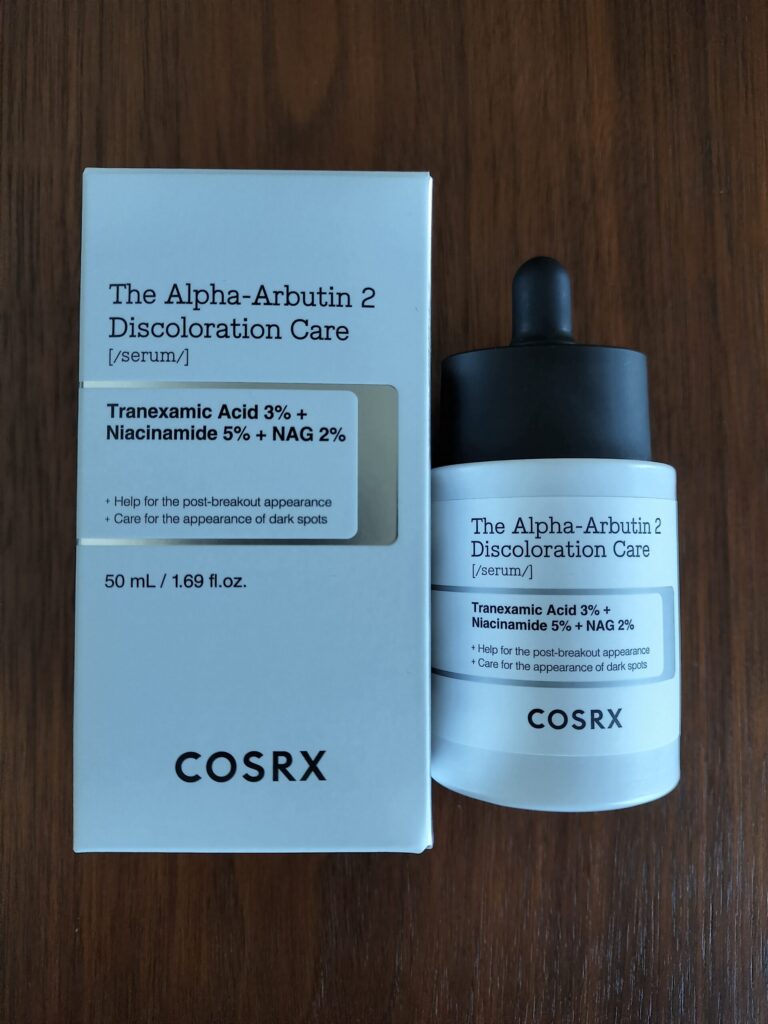 The Alpha-Arbutin 2
Discoloration Care
[/serum/]
Tranexamic Acid 3% +
Niacinamide 5% + NAG 2%
+ Help for the post-breakout appearance
+ Care for the appearance of dark spots
50 mL / 1.69 fl.oz.
COSRX
The Alpha-Arbutin 2
Discoloration Care
[/serum/]
Tranexamic Acid 3% +
Niacinamide 5% + NAG 2%
+ Help for the post-breakout appearance
+ Care for the appearance of dark spots
COSRX